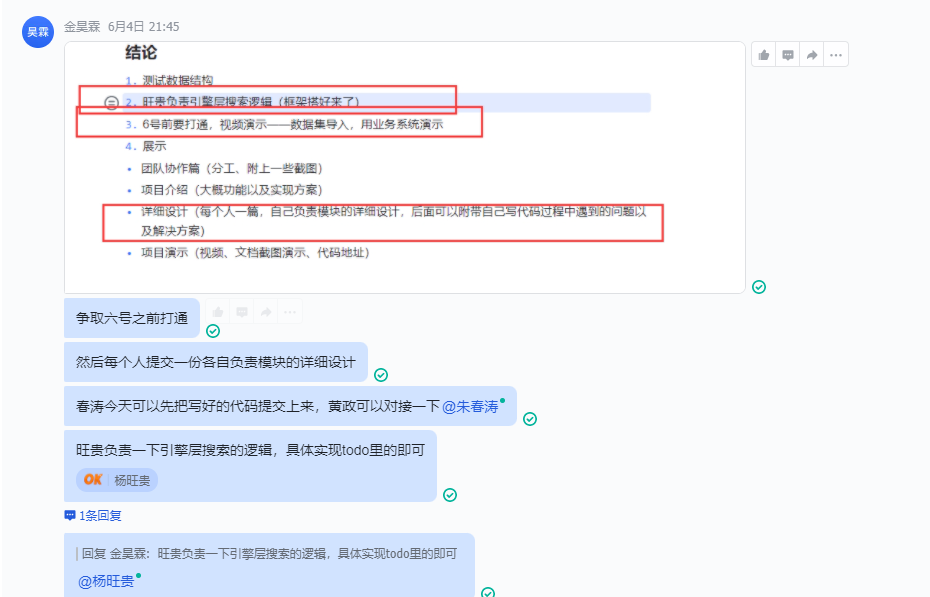 昊霖
金昊霖 6月4日 21:45
结论
1. 测试数据结构
2. 旺贵负责引擎层搜索逻辑（框架搭好来了）
3. 6号前要打通，视频演示——数据集导入，用业务系统演示
4. 展示
• 团队协作篇（分工、附上一些截图）
• 项目介绍（大概功能以及实现方案）
• 详细设计（每个人一篇，自己负责模块的详细设计，后面可以附带自己写代码过程中遇到的问题以
及解决方案）
• 项目演示（视频、文档截图演示、代码地址）
争取六号之前打通
然后每个人提交一份各自负责模块的详细设计
春涛今天可以先把写好的代码提交上来，黄政可以对接一下 @朱春涛
旺贵负责一下引擎层搜索的逻辑，具体实现todo里的即可
OK 杨旺贵
1条回复
回复 金昊霖：旺贵负责一下引擎层搜索的逻辑，具体实现todo里的即可
@杨旺贵